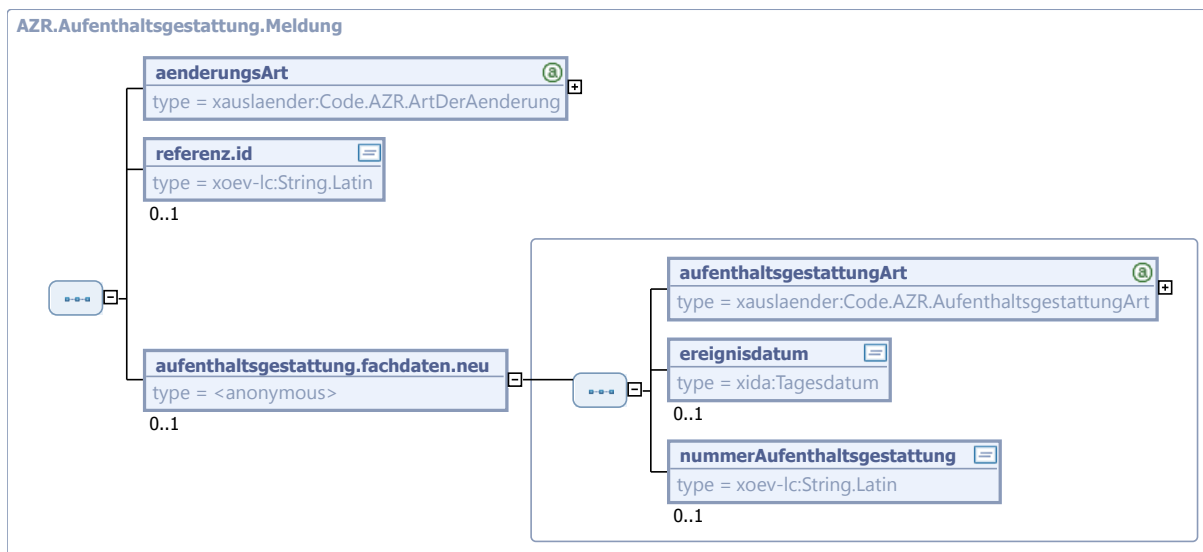 AZR.Aufenthaltsgestattung.Meldung
aenderungsArt
type = xauslaender:Code.AZR.ArtDerAenderung
referenz.id
type = xoev-lc:String.Latin
0..1
aufenthaltsgestattung.fachdaten.neu
type = <anonymous>
0..1
aufenthaltsgestattungArt
type = xauslaender:Code.AZR.AufenthaltsgestattungArt
ereignisdatum
type = xida:Tagesdatum
0..1
nummerAufenthaltsgestattung
type = xoev-lc:String.Latin
0..1